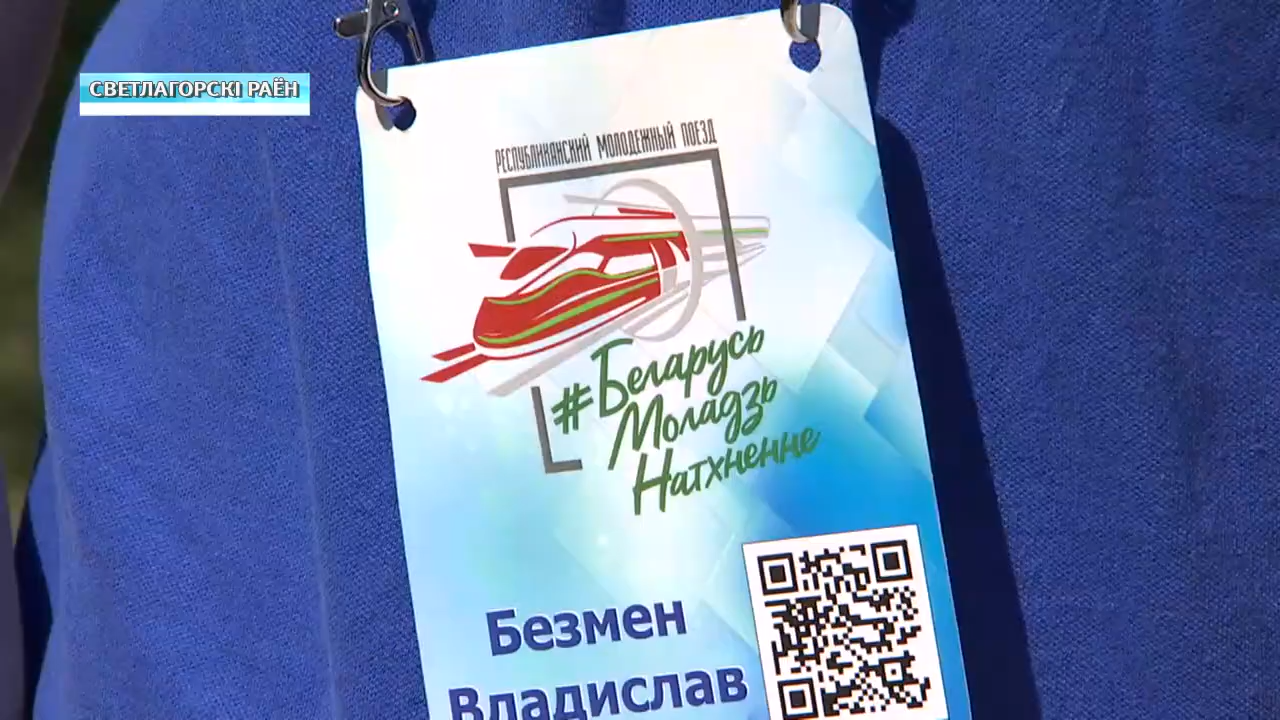 СВЕТЛАГОРСКІ РАЁН
РЕСПУБЛИКАНСКИЙ МОЛОДЕЖНЫЙ ПОЕЗД
#Беларусь
Моладзь
Натхненне
Безмен
Владислав